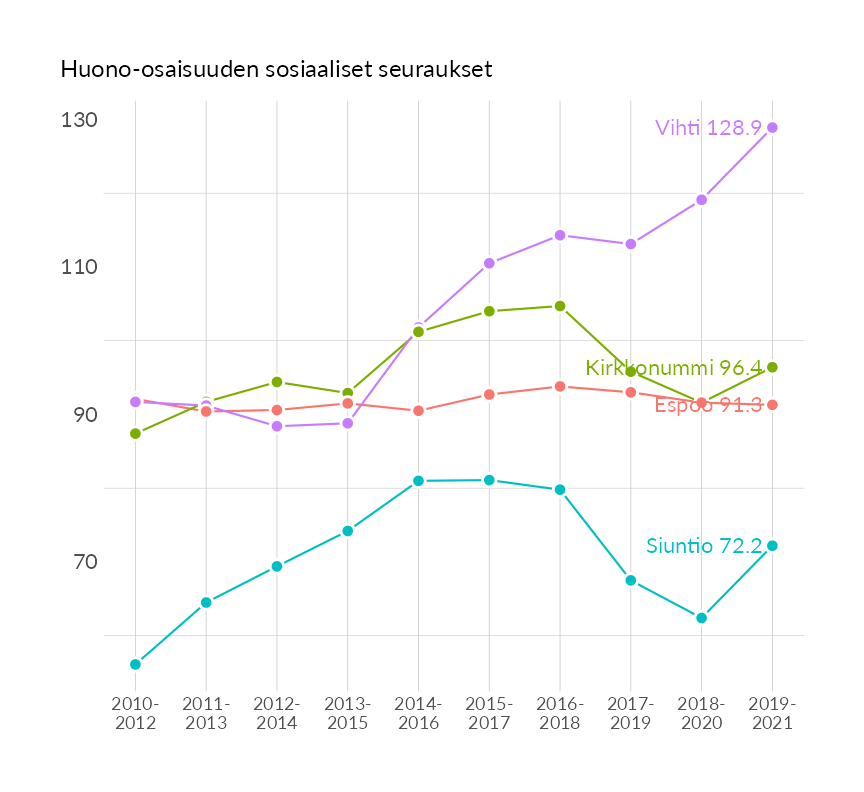 Huono-osaisuuden sosiaaliset seuraukset
130
Vihti 128.9
110
Kirkkonummi 96.4
90
Espoo 91.3
70
Siuntio 72.2
2010- 2011- 2012- 2013- 2014- 2015- 2016- 2017- 2018- 2019-
2012 2013 2014 2015 2016 2017 2018 2019 2020 2021